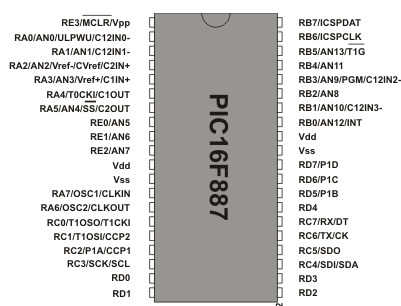 RE3/MCLR/Vpp
RA0/AN0/ULPWU/C12IN0-
RA1/AN1/C12IN1-
RA2/AN2/Vref-/CVref/C2IN+
RA3/AN3/Vref+/C1IN+
RA4/T0CKI/C1OUT
RA5/AN4/SS/C2OUT
RE0/AN5
RE1/AN6
RE2/AN7
Vdd
Vss
RA7/OSC1/CLKIN
RA6/OSC2/CLKOUT
RC0/T1OSO/T1CKI
RC1/T1OSI/CCP2
RC2/P1A/CCP1
RC3/SCK/SCL
RD0
RD1
PIC16F887
RB7/ICSPDAT
RB6/ICSPCLK
RB5/AN13/T1G
RB4/AN11
RB3/AN9/PGM/C12IN2-
RB2/AN8
RB1/AN10/C12IN3-
RB0/AN12/INT
Vdd
Vss
RD7/P1D
RD6/P1C
RD5/P1B
RD4
RC7/RX/DT
RC6/TX/CK
RC5/SDO
RC4/SDI/SDA
RD3
RD2